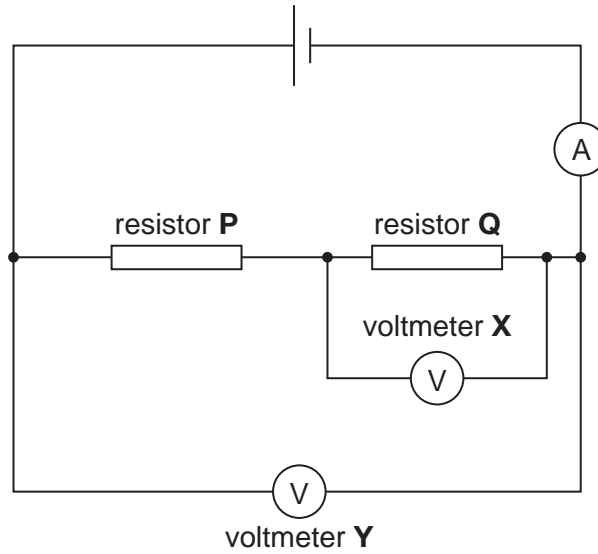 A
resistor P
resistor Q
voltmeter X
V
V
voltmeter Y